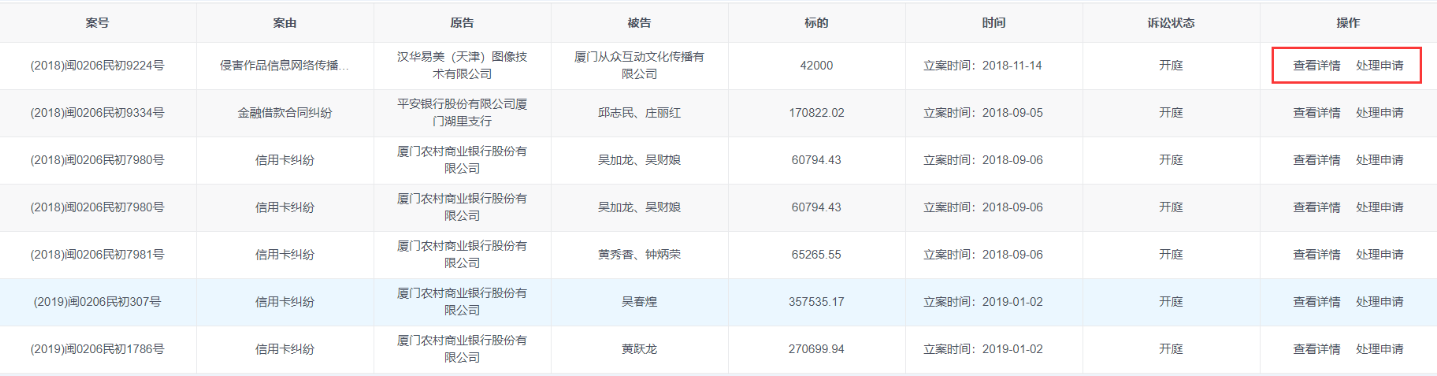 案号 案由 原告 被告 标的 时间 诉讼状态 操作
(2018)闽0206民初9224号 侵害作品信息网络传播... 汉华易美（天津）图像技 厦门从众互动文化传播有 42000 立案时间：2018-11-14 开庭 查看详情 处理申请
术有限公司 限公司
(2018)闽0206民初9334号 金融借款合同纠纷 平安银行股份有限公司厦 邱志民、庄丽红 170822.02 立案时间：2018-09-05 开庭 查看详情 处理申请
门湖里支行
(2018)闽0206民初7980号 信用卡纠纷 厦门农村商业银行股份有 吴加龙、吴财娘 60794.43 立案时间：2018-09-06 开庭 查看详情 处理申请
限公司
(2018)闽0206民初7980号 信用卡纠纷 厦门农村商业银行股份有 吴加龙、吴财娘 60794.43 立案时间：2018-09-06 开庭 查看详情 处理申请
限公司
(2018)闽0206民初7981号 信用卡纠纷 厦门农村商业银行股份有 黄秀香、钟炳荣 65265.55 立案时间：2018-09-06 开庭 查看详情 处理申请
限公司
(2019)闽0206民初307号 信用卡纠纷 厦门农村商业银行股份有 吴春煌 357535.17 立案时间：2019-01-02 开庭 查看详情 处理申请
限公司
(2019)闽0206民初1786号 信用卡纠纷 厦门农村商业银行股份有 黄跃龙 270699.94 立案时间：2019-01-02 开庭 查看详情 处理申请
限公司